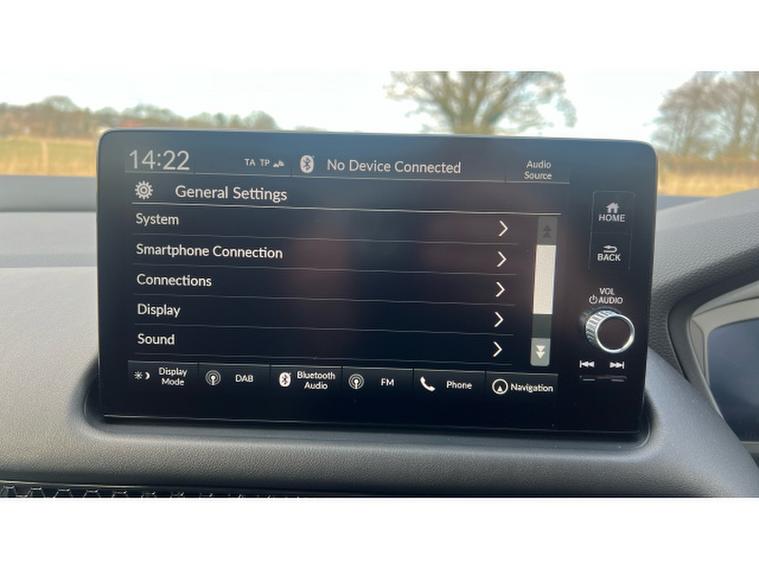 14:22
TA TP
No Device Connected
Audio
Source
General Settings
System
Smartphone Connection
Connections
Display
Sound
Display
Mode
DAB
Bluetooth
Audio
FM
Phone
Navigation
HOME
BACK
VOL
AUDIO